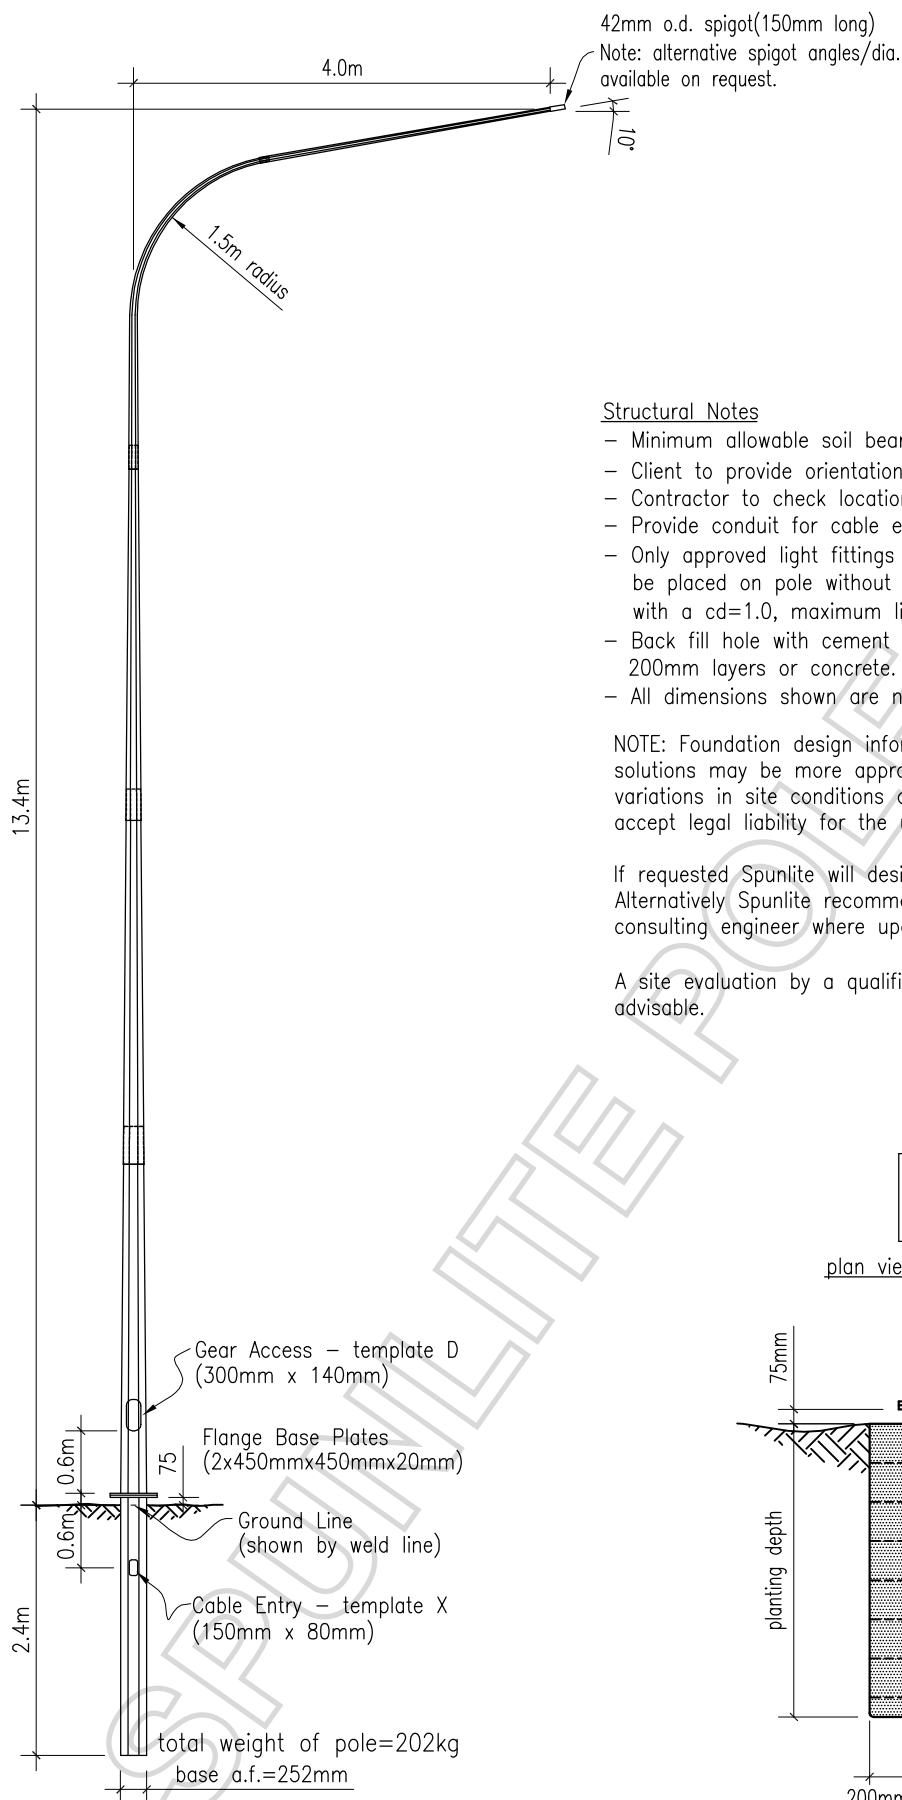 42mm o.d. spigot(150mm long)
Note: alternative spigot angles/dia.
available on request.
4.0m
10°
1.5m radius
Structural Notes
– Minimum allowable soil bear
– Client to provide orientation
– Contractor to check location
– Provide conduit for cable e
– Only approved light fittings
be placed on pole without
with a cd=1.0, maximum li
– Back fill hole with cement
200mm layers or concrete.
– All dimensions shown are n
NOTE: Foundation design infor
solutions may be more appro
variations in site conditions
accept legal liability for the
13.4m
If requested Spunlite will desi
Alternatively Spunlite recomme
consulting engineer where upo
A site evaluation by a qualifi
advisable.
SPUNLITE POLE
plan vie
Gear Access – template D
(300mm x 140mm)
75mm
Flange Base Plates
(2x450mmx450mmx20mm)
0.6m
75
Ground Line
(shown by weld line)
0.6m
Cable Entry – template X
(150mm x 80mm)
2.4m
planting depth
total weight of pole=202kg
base a.f.=252mm
200mm